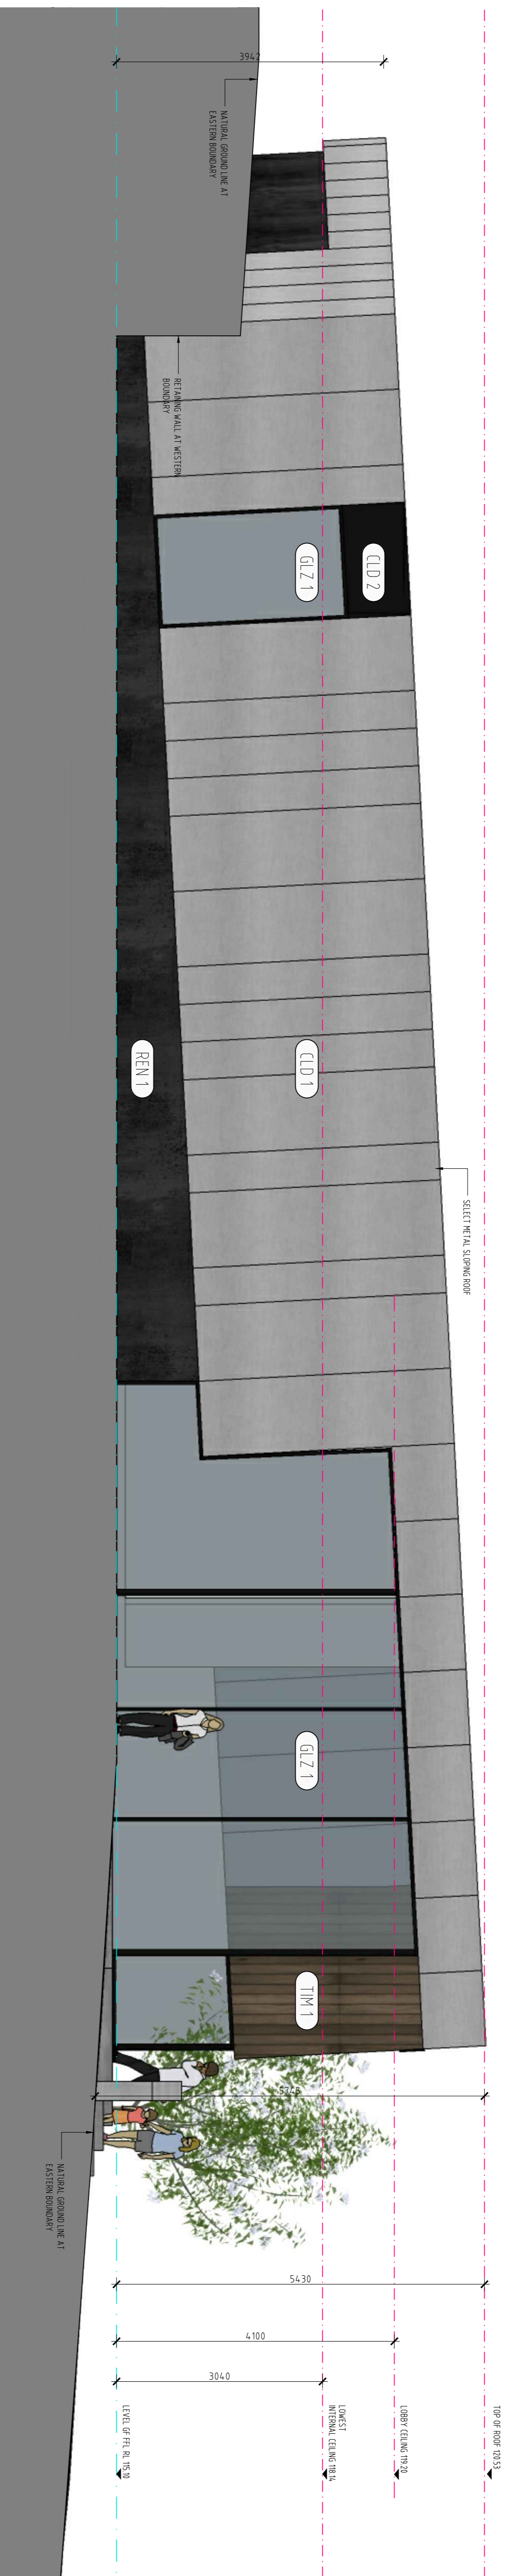 3942
NATURAL GROUND LINE AT
EASTERN BOUNDARY
RETAINING WALL AT WESTERN
BOUNDARY
CLD 2
GLZ 1
CLD 1
REN 1
SELECT METAL SLOPING ROOF
GLZ 1
TIM 1
5745
NATURAL GROUND LINE AT
EASTERN BOUNDARY
5430
4100
3040
TOP OF ROOF 120.53
LOBBY CEILING 119.20
LOWEST
INTERNAL CEILING 118.14
LEVEL GF FFL RL 115.10